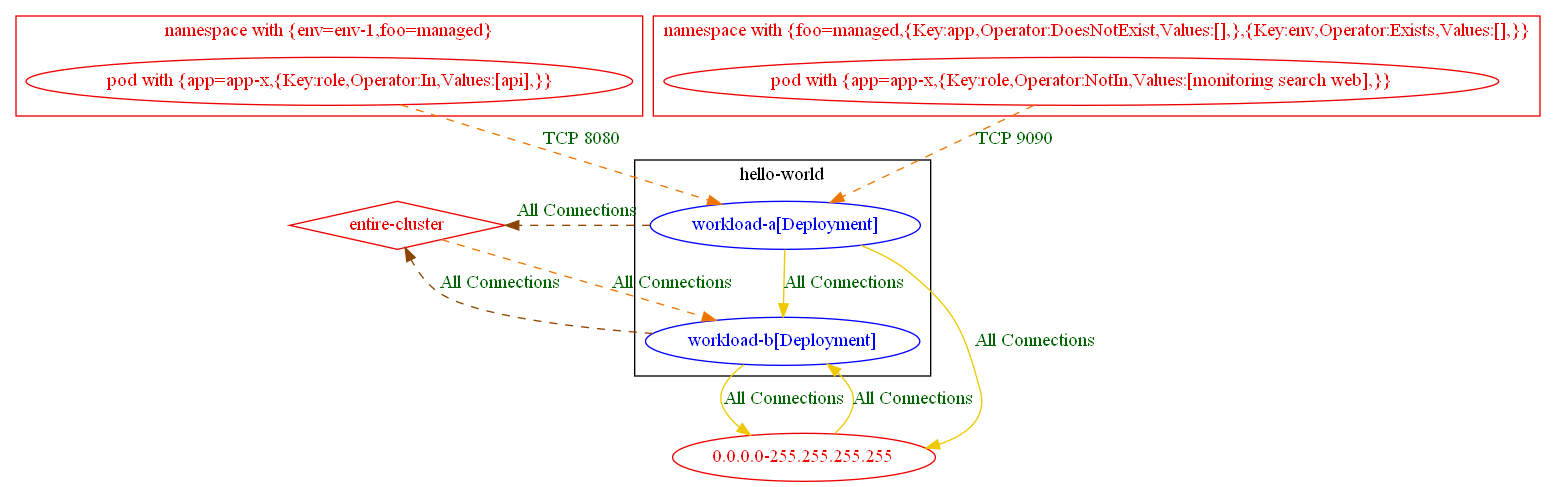 namespace with {env=env-1,foo=managed}
namespace with {foo=managed,{Key:app,Operator:DoesNotExist,Values:[],},{Key:env,Operator:Exists,Values:[],}}
pod with {app=app-x,{Key:role,Operator:In,Values:[api],}}
pod with {app=app-x,{Key:role,Operator:NotIn,Values:[monitoring search web],}}
TCP 8080
TCP 9090
hello-world
All Connections
entire-cluster
workload-a[Deployment]
All Connections
All Connections
All Connections
workload-b[Deployment]
All Connections
All Connections
All Connections
0.0.0.0-255.255.255.255